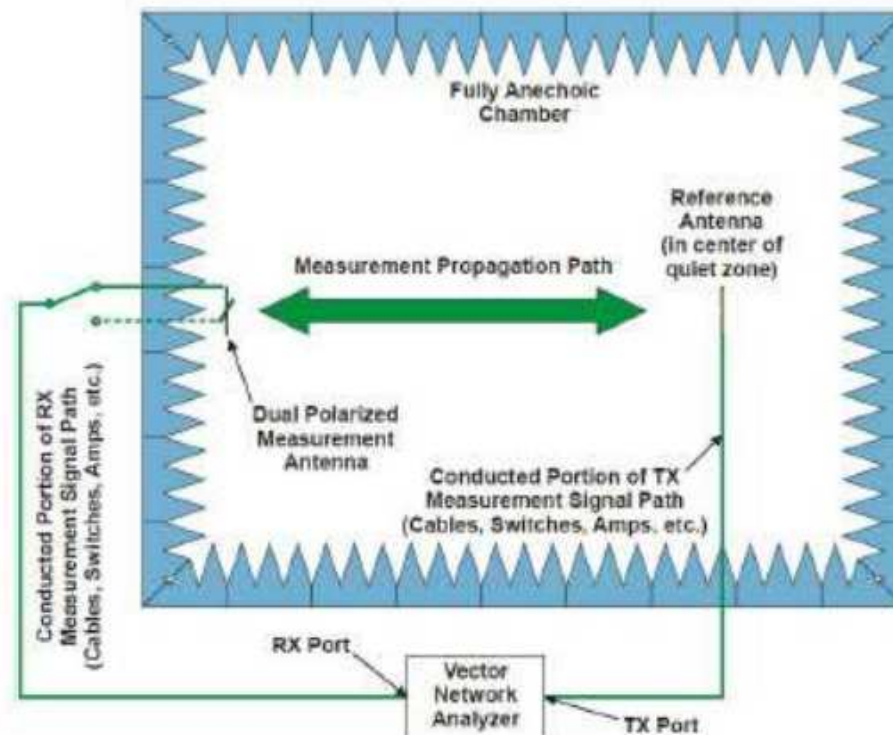 Fully Anechoic
Chamber
Reference
Antenna
(in center of
quiet zone)
Measurement Propagation Path
Dual Polarized
Measurement
Antenna
Conducted Portion of TX
Measurement Signal Path
(Cables, Switches, Amps, etc.)
Conducted Portion of RX
Measurement Signal Path
(Cables, Switches, Amps, etc.)
RX Port
Vector
Network
Analyzer
TX Port